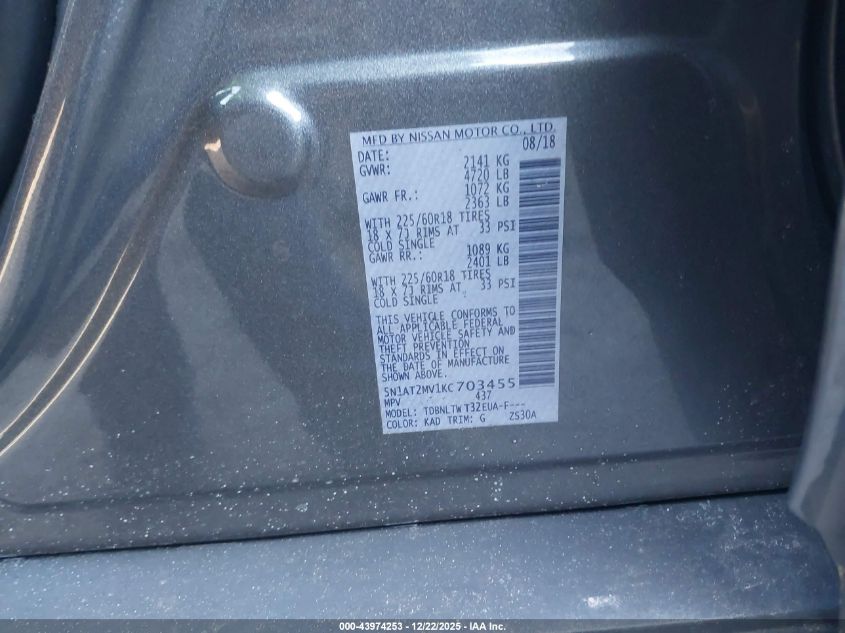 MFD BY NISSAN MOTOR CO., LTD.
DATE: 08/18
GVWR: 2141 KG
4720 LB
GAWR FR.: 1072 KG
2363 LB
WITH 225/60R18 TIRES
18 X 7J RIMS AT 33 PSI
COLD SINGLE
GAWR RR.: 1089 KG
2401 LB
WITH 225/60R18 TIRES
18 X 7J RIMS AT 33 PSI
COLD SINGLE
THIS VEHICLE CONFORMS TO
ALL APPLICABLE FEDERAL
MOTOR VEHICLE SAFETY AND
THEFT PREVENTION
STANDARDS IN EFFECT ON
THE DATE OF MANUFACTURE
SHOWN ABOVE.
5N1AT2MV1KC703455
MPV 437
MODEL: TDBNLTW T32EUA-F---
COLOR: KAD TRIM: G ZS30A
000-43974253 - 12/22/2025 - IAA Inc.